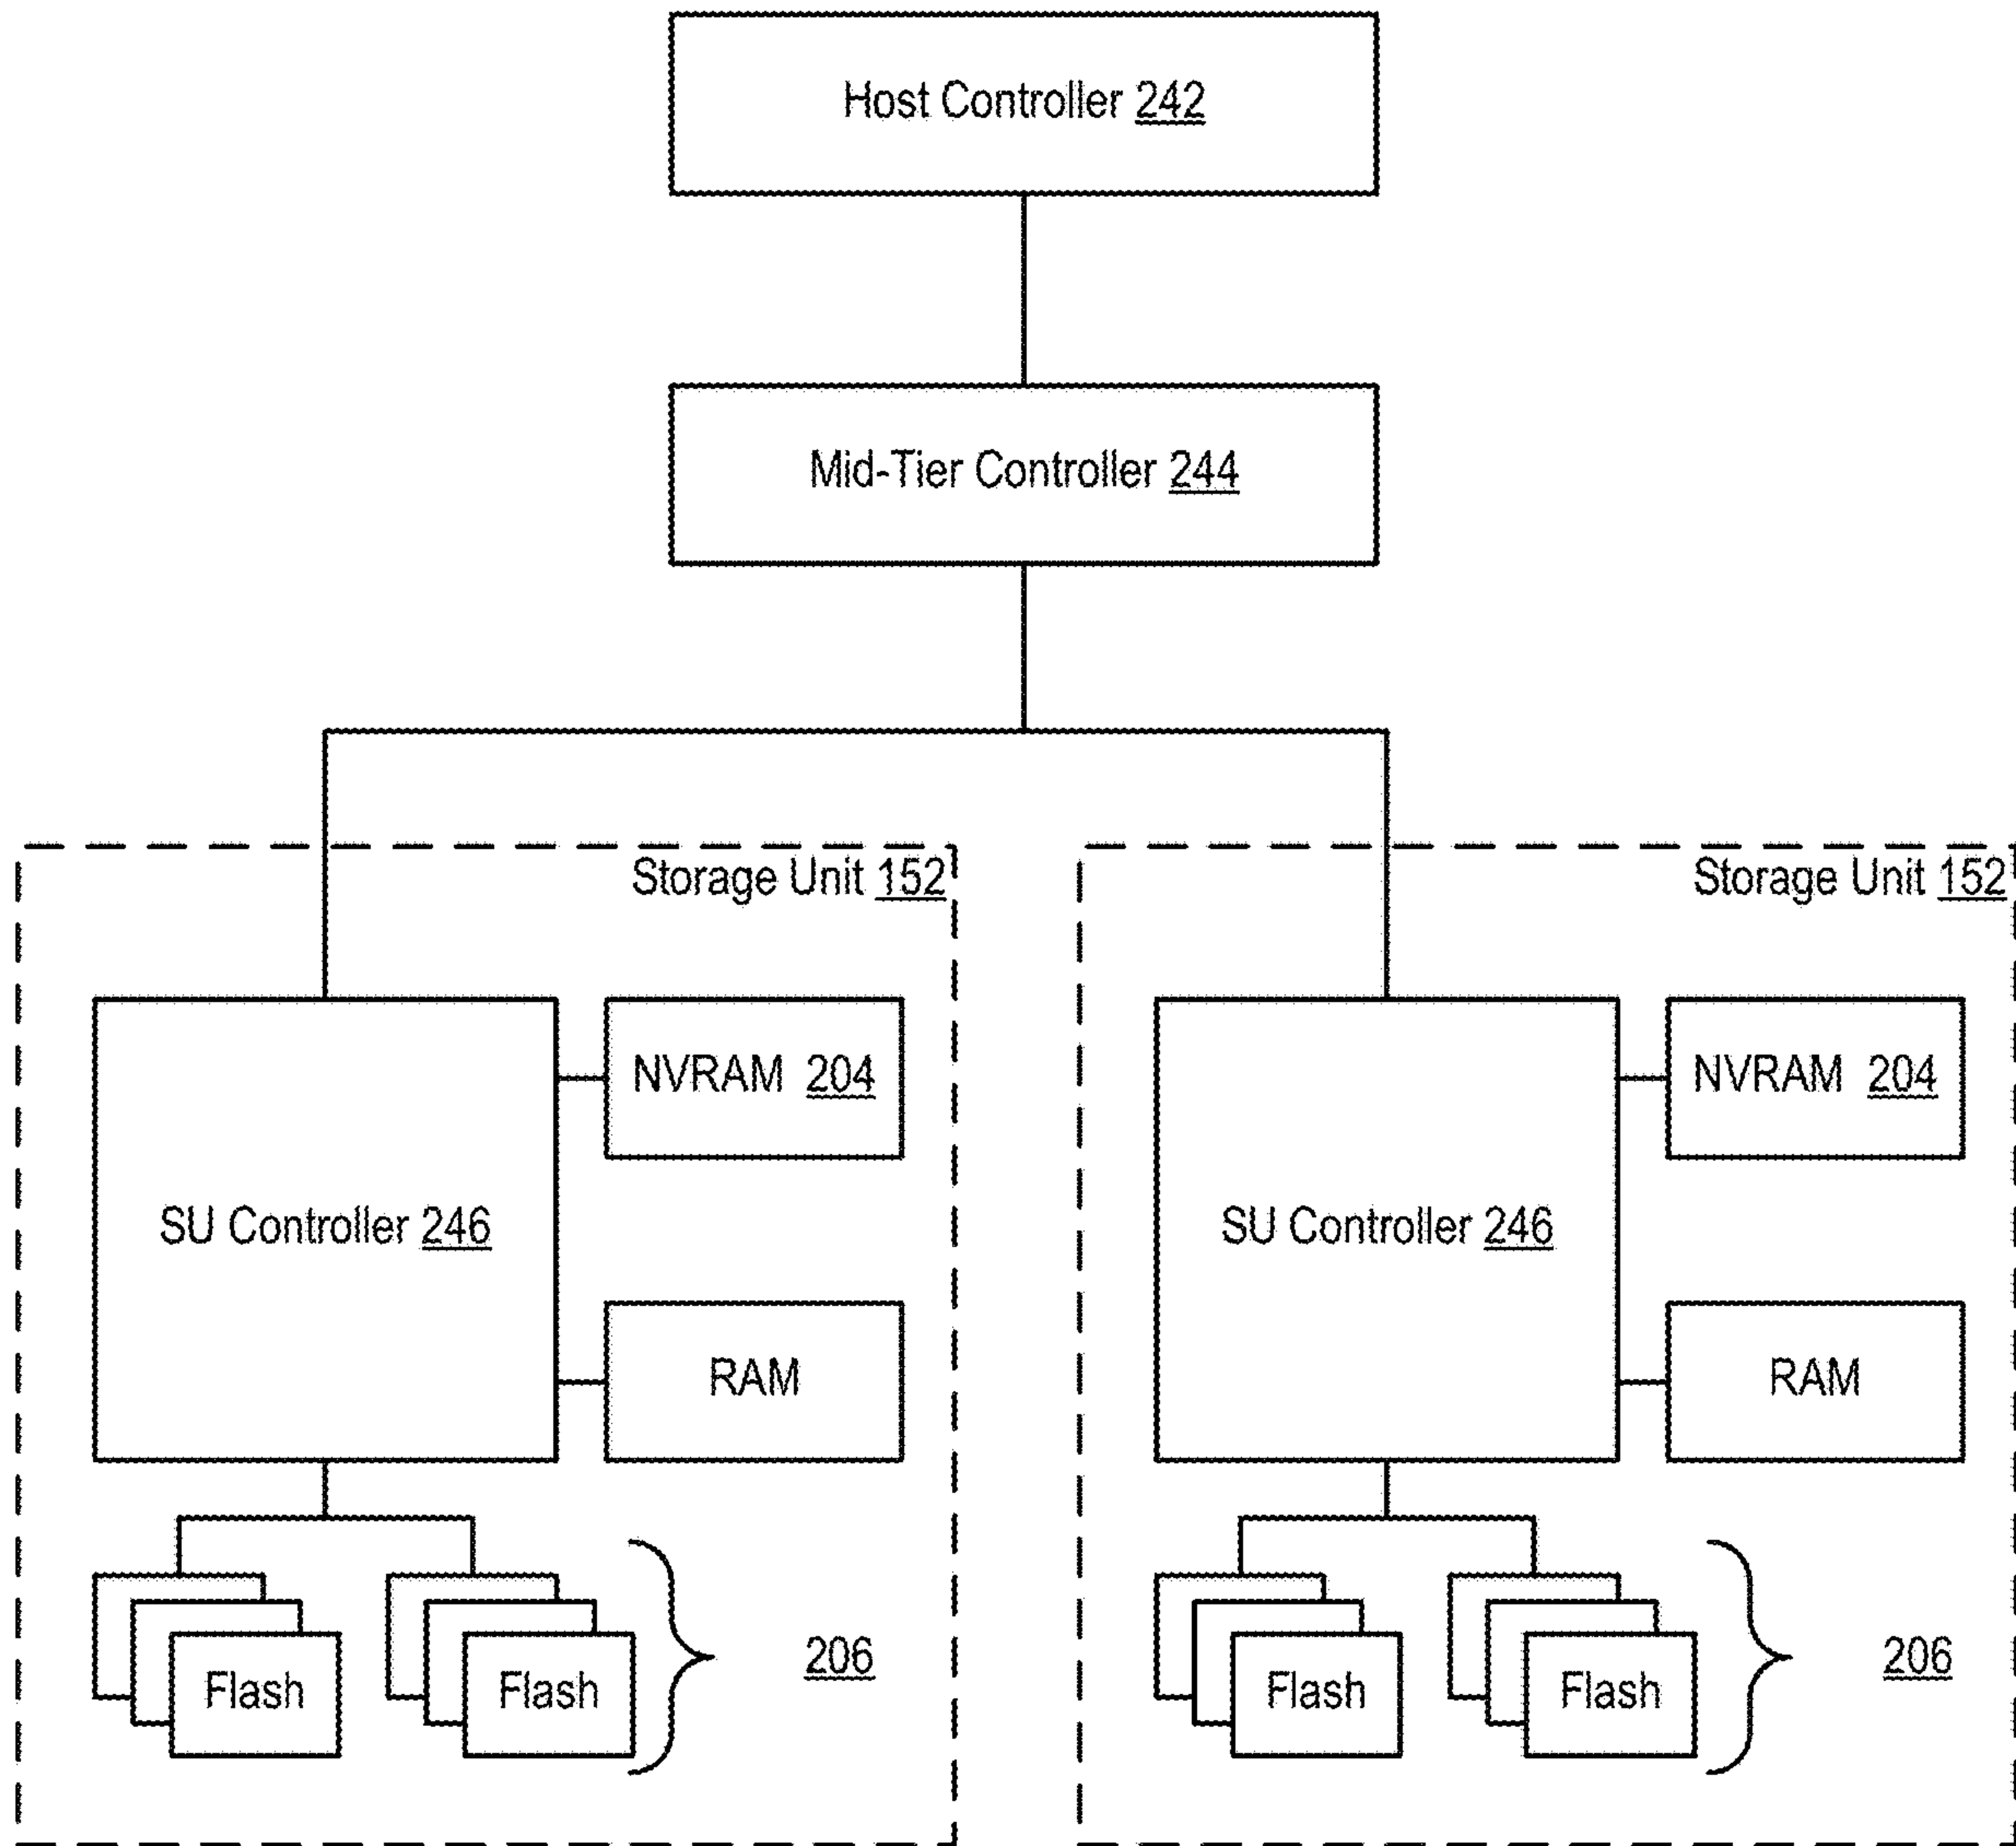 Host Controller 242
Mid-Tier Controller 244
Storage Unit 152
SU Controller 246
NVRAM 204
RAM
Flash
Flash
206
Storage Unit 152
SU Controller 246
NVRAM 204
RAM
Flash
Flash
206